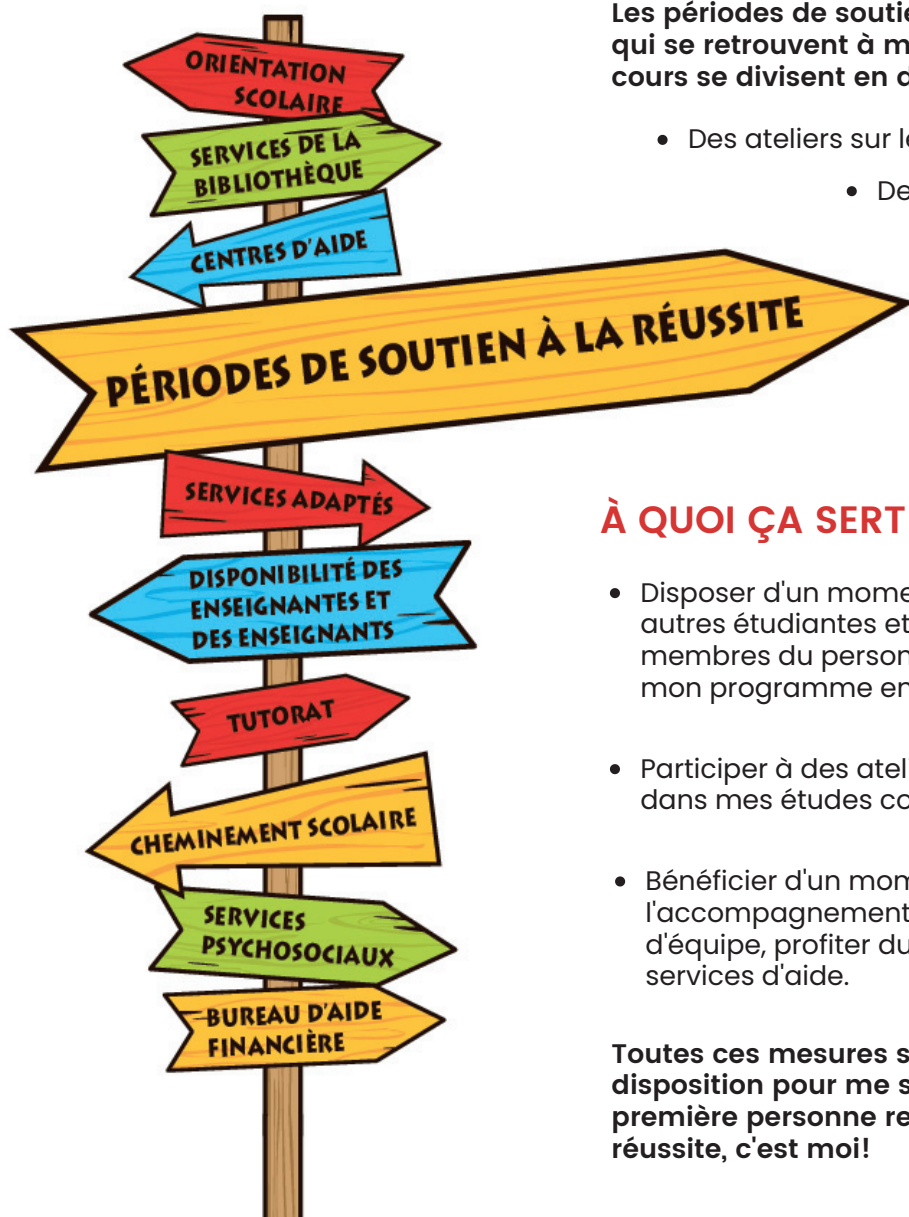 ORIENTATION
SCOLAIRE
SERVICES DE LA
BIBLIOTHÈQUE
CENTRES D'AIDE
PÉRIODES DE SOUTIEN À LA RÉUSSITE
SERVICES ADAPTÉS
DISPONIBILITÉ DES
ENSEIGNANTES ET
DES ENSEIGNANTS
TUTORAT
CHEMINEMENT SCOLAIRE
SERVICES
PSYCHOSOCIAUX
BUREAU D'AIDE
FINANCIÈRE
Les périodes de soutie
qui se retrouvent à m
cours se divisent en d
• Des ateliers sur le
• De
À QUOI ÇA SERT
• Disposer d'un mome
autres étudiantes et
membres du person
mon programme en
• Participer à des atel
dans mes études co
• Bénéficier d'un mom
l'accompagnement
d'équipe, profiter du
services d'aide.
Toutes ces mesures s
disposition pour me s
première personne re
réussite, c'est moi!